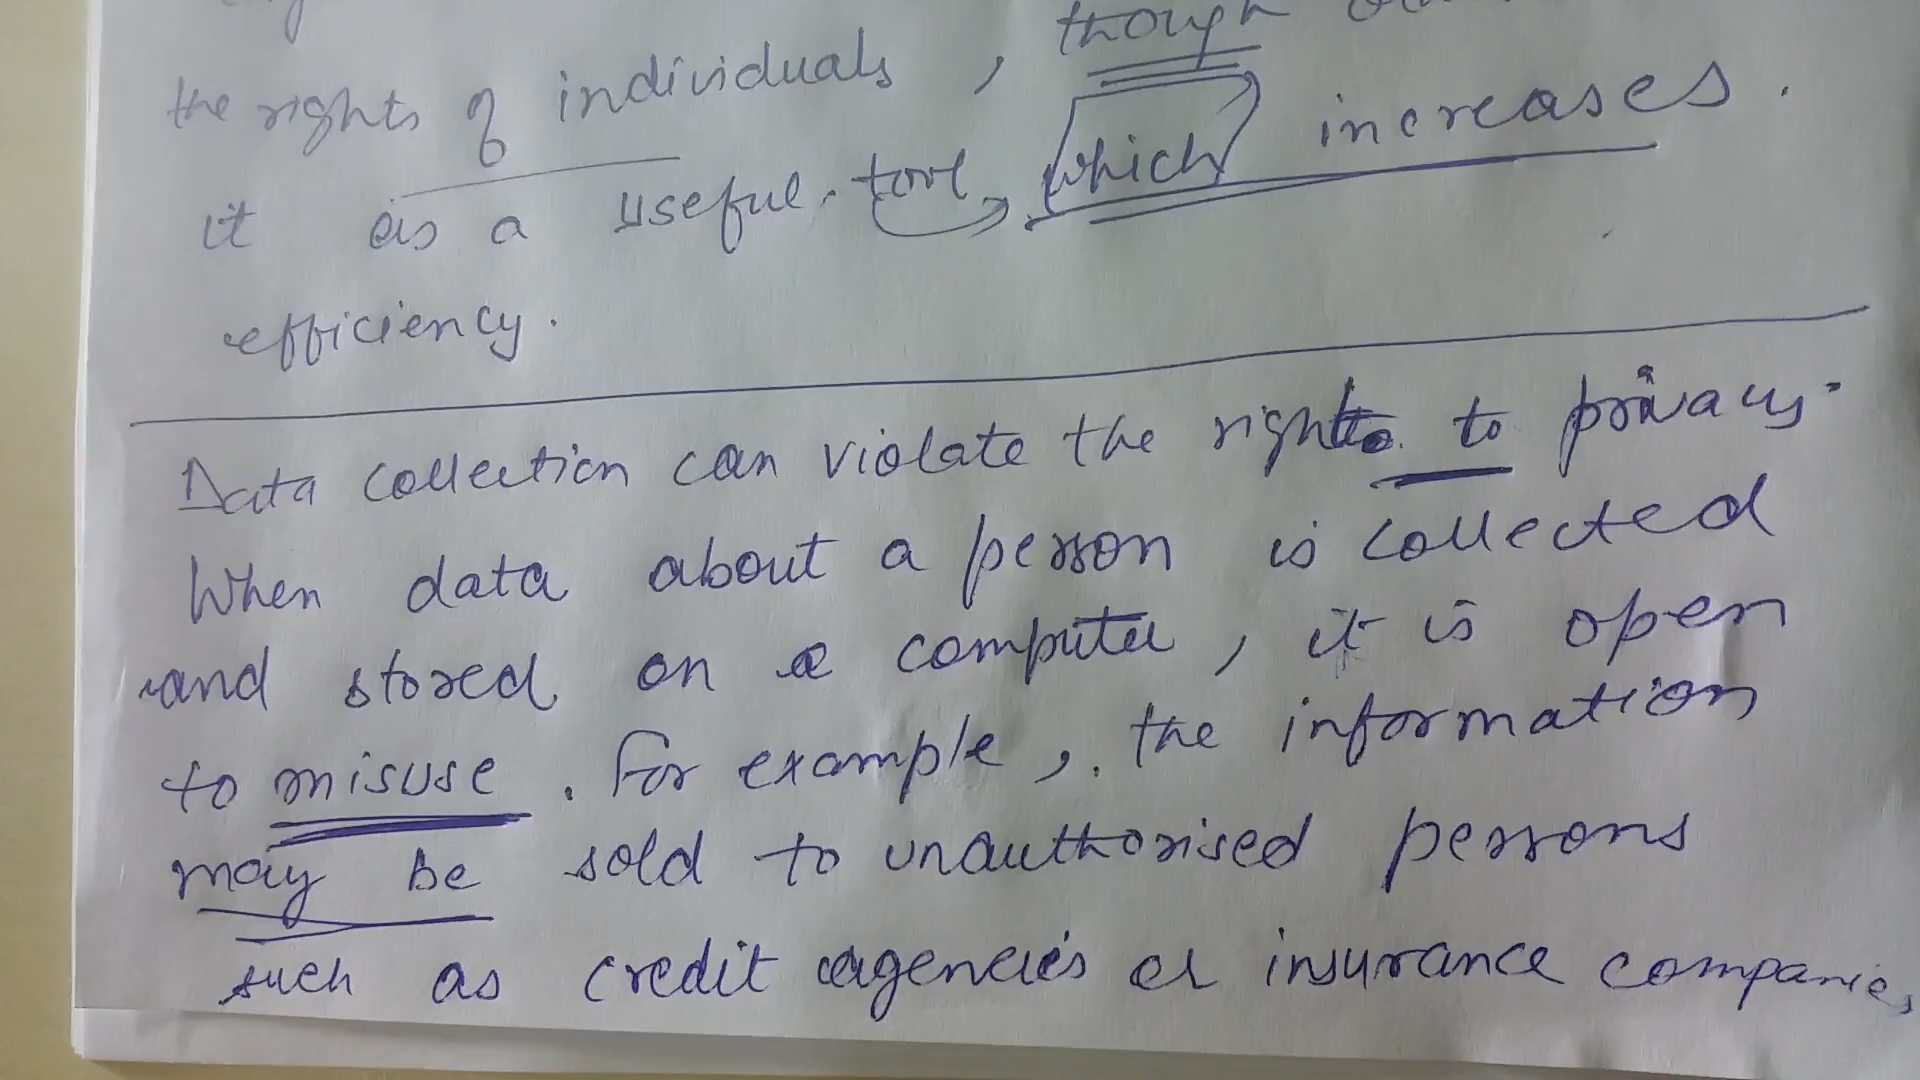 though
the rights of individuals,
it is a useful tool, which increases.
efficiency.
Data collection can violate the right to privacy.
When data about a person is collected
and stored on a computer, it is open
to misuse. For example, the information
may be sold to unauthorised persons
such as credit agencies or insurance companies